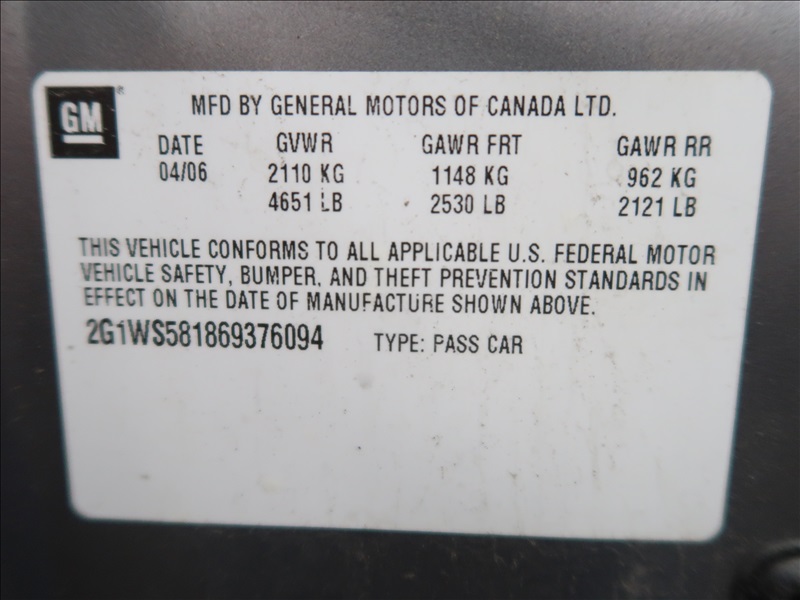 GM®
MFD BY GENERAL MOTORS OF CANADA LTD.
DATE GVWR GAWR FRT GAWR RR
04/06 2110 KG 1148 KG 962 KG
4651 LB 2530 LB 2121 LB
THIS VEHICLE CONFORMS TO ALL APPLICABLE U.S. FEDERAL MOTOR
VEHICLE SAFETY, BUMPER, AND THEFT PREVENTION STANDARDS IN
EFFECT ON THE DATE OF MANUFACTURE SHOWN ABOVE.
2G1WS581869376094 TYPE: PASS CAR